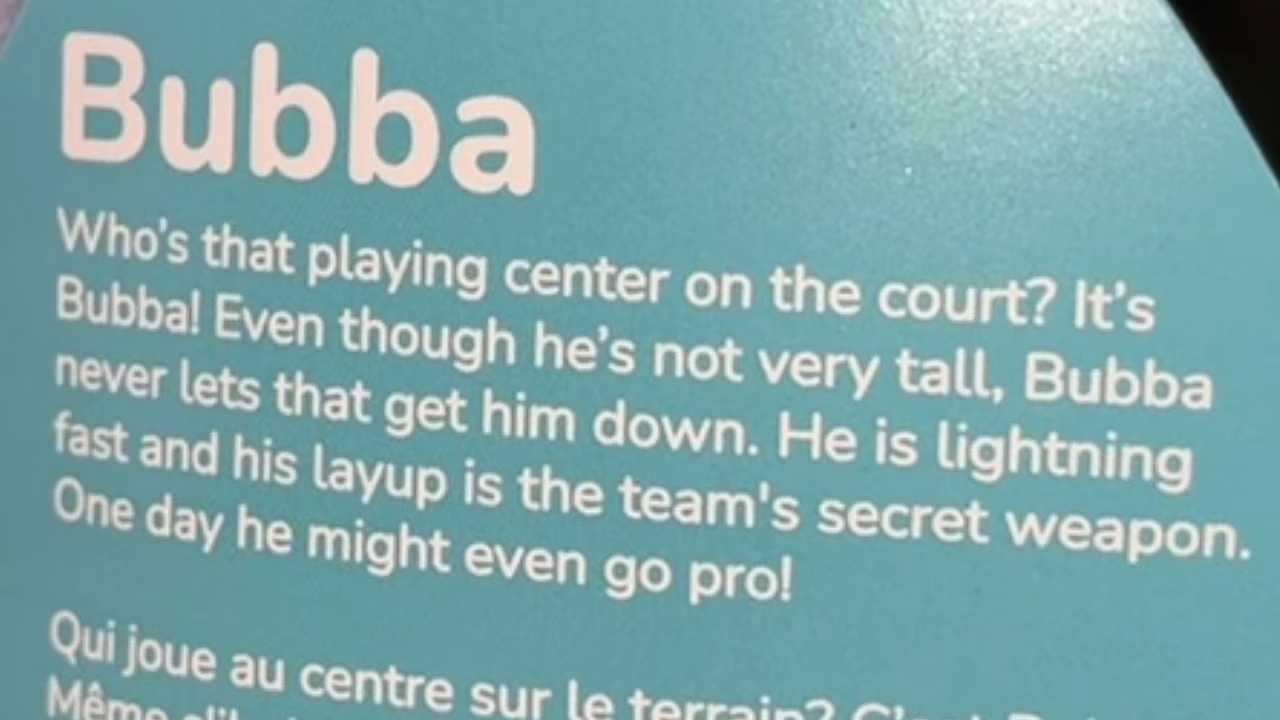 Bubba
Who's that playing center on the court? It's
Bubba! Even though he's not very tall, Bubba
never lets that get him down. He is lightning
fast and his layup is the team's secret weapon.
One day he might even go pro!
Qui joue au centre sur le terrain? C'est
Même